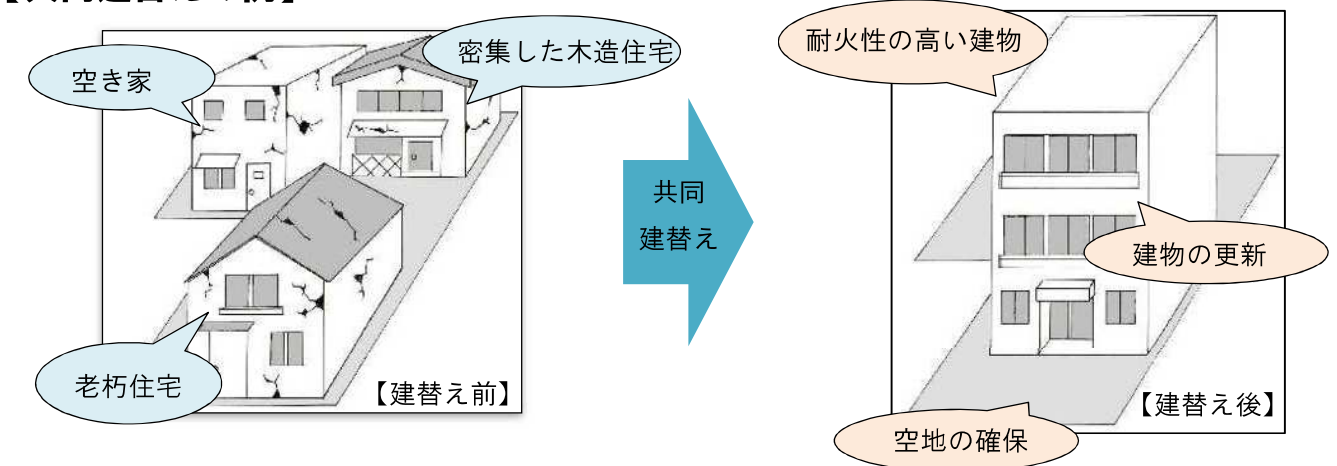 空き家
密集した木造住宅
老朽住宅
【建替え前】
共同
建替え
耐火性の高い建物
建物の更新
空地の確保
【建替え後】